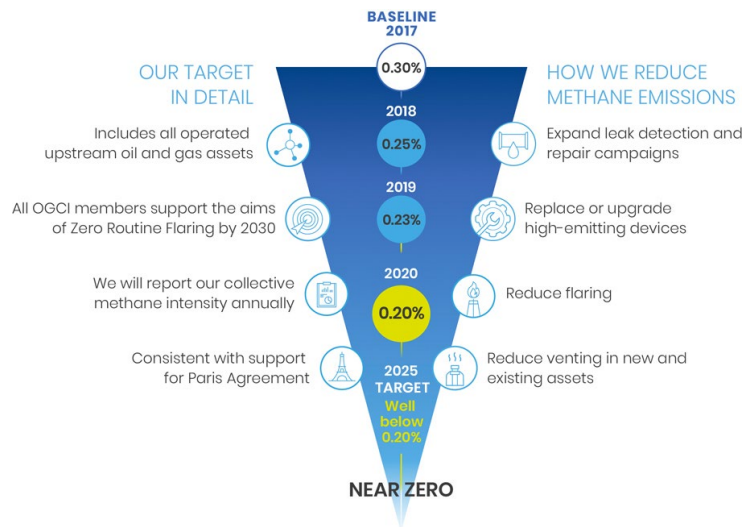 BASELINE
2017
0.30%
OUR TARGET
IN DETAIL
HOW WE REDUCE
METHANE EMISSIONS
2018
0.25%
Includes all operated
upstream oil and gas assets
Expand leak detection and
repair campaigns
2019
0.23%
All OGCI members support the aims
of Zero Routine Flaring by 2030
Replace or upgrade
high-emitting devices
2020
0.20%
We will report our collective
methane intensity annually
Reduce flaring
Consistent with support
for Paris Agreement
Reduce venting in new and
existing assets
2025
TARGET
Well
below
0.20%
NEAR ZERO